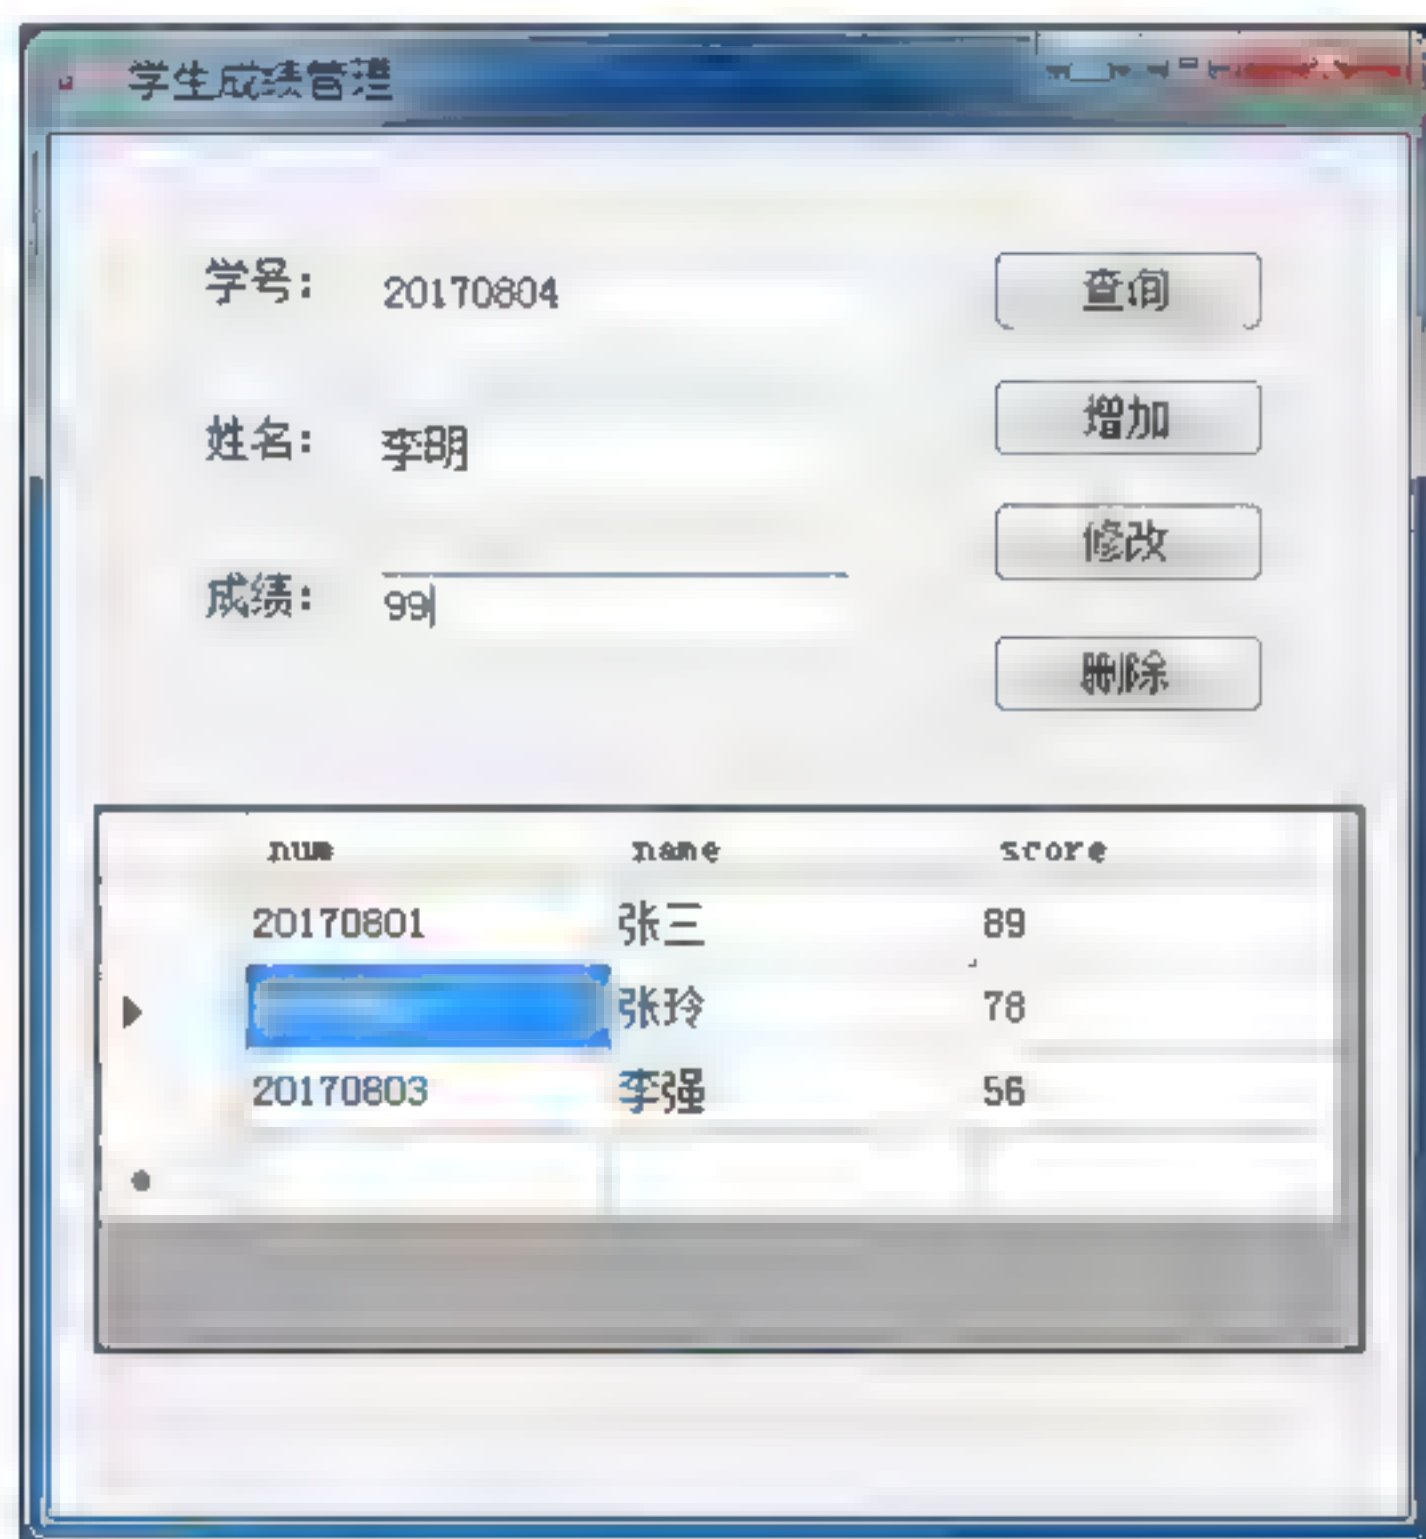 学生成绩管理
学号： 20170804 查询
姓名： 李明 增加
成绩： 99 修改
删除
num name score
20170801 张三 89
张玲 78
20170803 李强 56